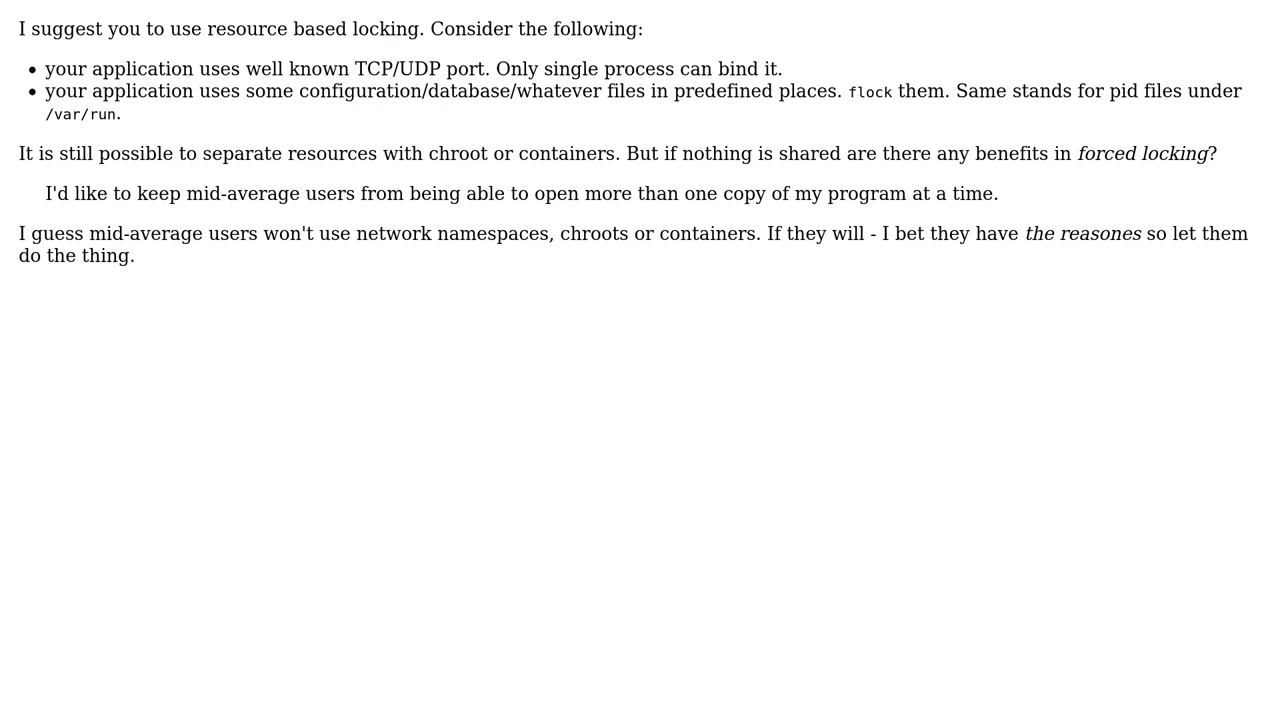 I suggest you to use resource based locking. Consider the following:
• your application uses well known TCP/UDP port. Only single process can bind it.
• your application uses some configuration/database/whatever files in predefined places. flock them. Same stands for pid files under
/var/run.
It is still possible to separate resources with chroot or containers. But if nothing is shared are there any benefits in forced locking?
I'd like to keep mid-average users from being able to open more than one copy of my program at a time.
I guess mid-average users won't use network namespaces, chroots or containers. If they will - I bet they have the reasones so let them
do the thing.